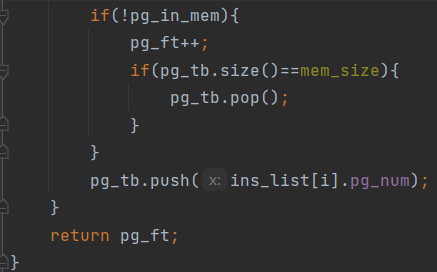 if(!pg_in_mem){
pg_ft++;
if(pg_tb.size()==mem_size){
pg_tb.pop();
}
}
pg_tb.push( x: ins_list[i].pg_num);
}
return pg_ft;
}